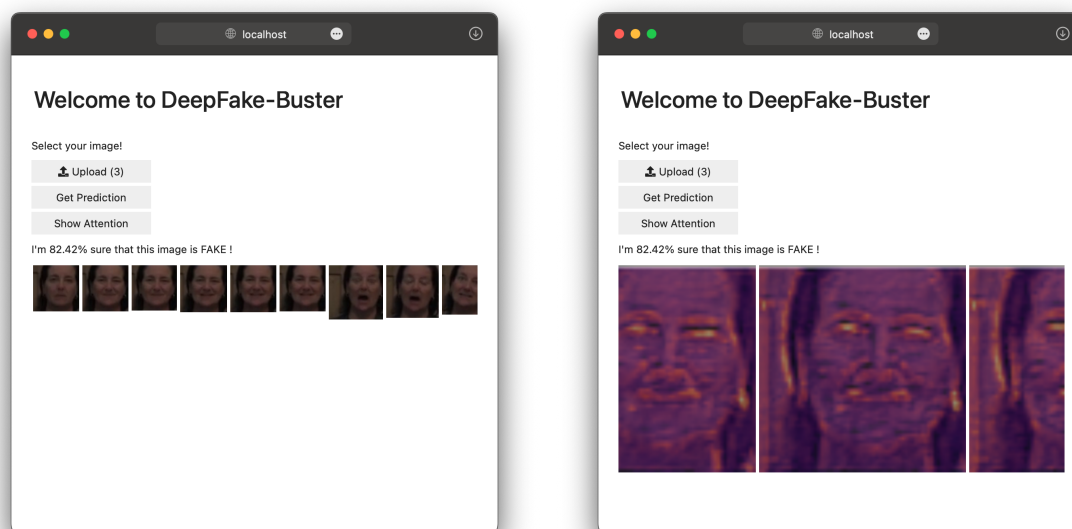 localhost
Welcome to DeepFake-Buster
Select your image!
Upload (3)
Get Prediction
Show Attention
I'm 82.42% sure that this image is FAKE !
localhost
Welcome to DeepFake-Buster
Select your image!
Upload (3)
Get Prediction
Show Attention
I'm 82.42% sure that this image is FAKE !